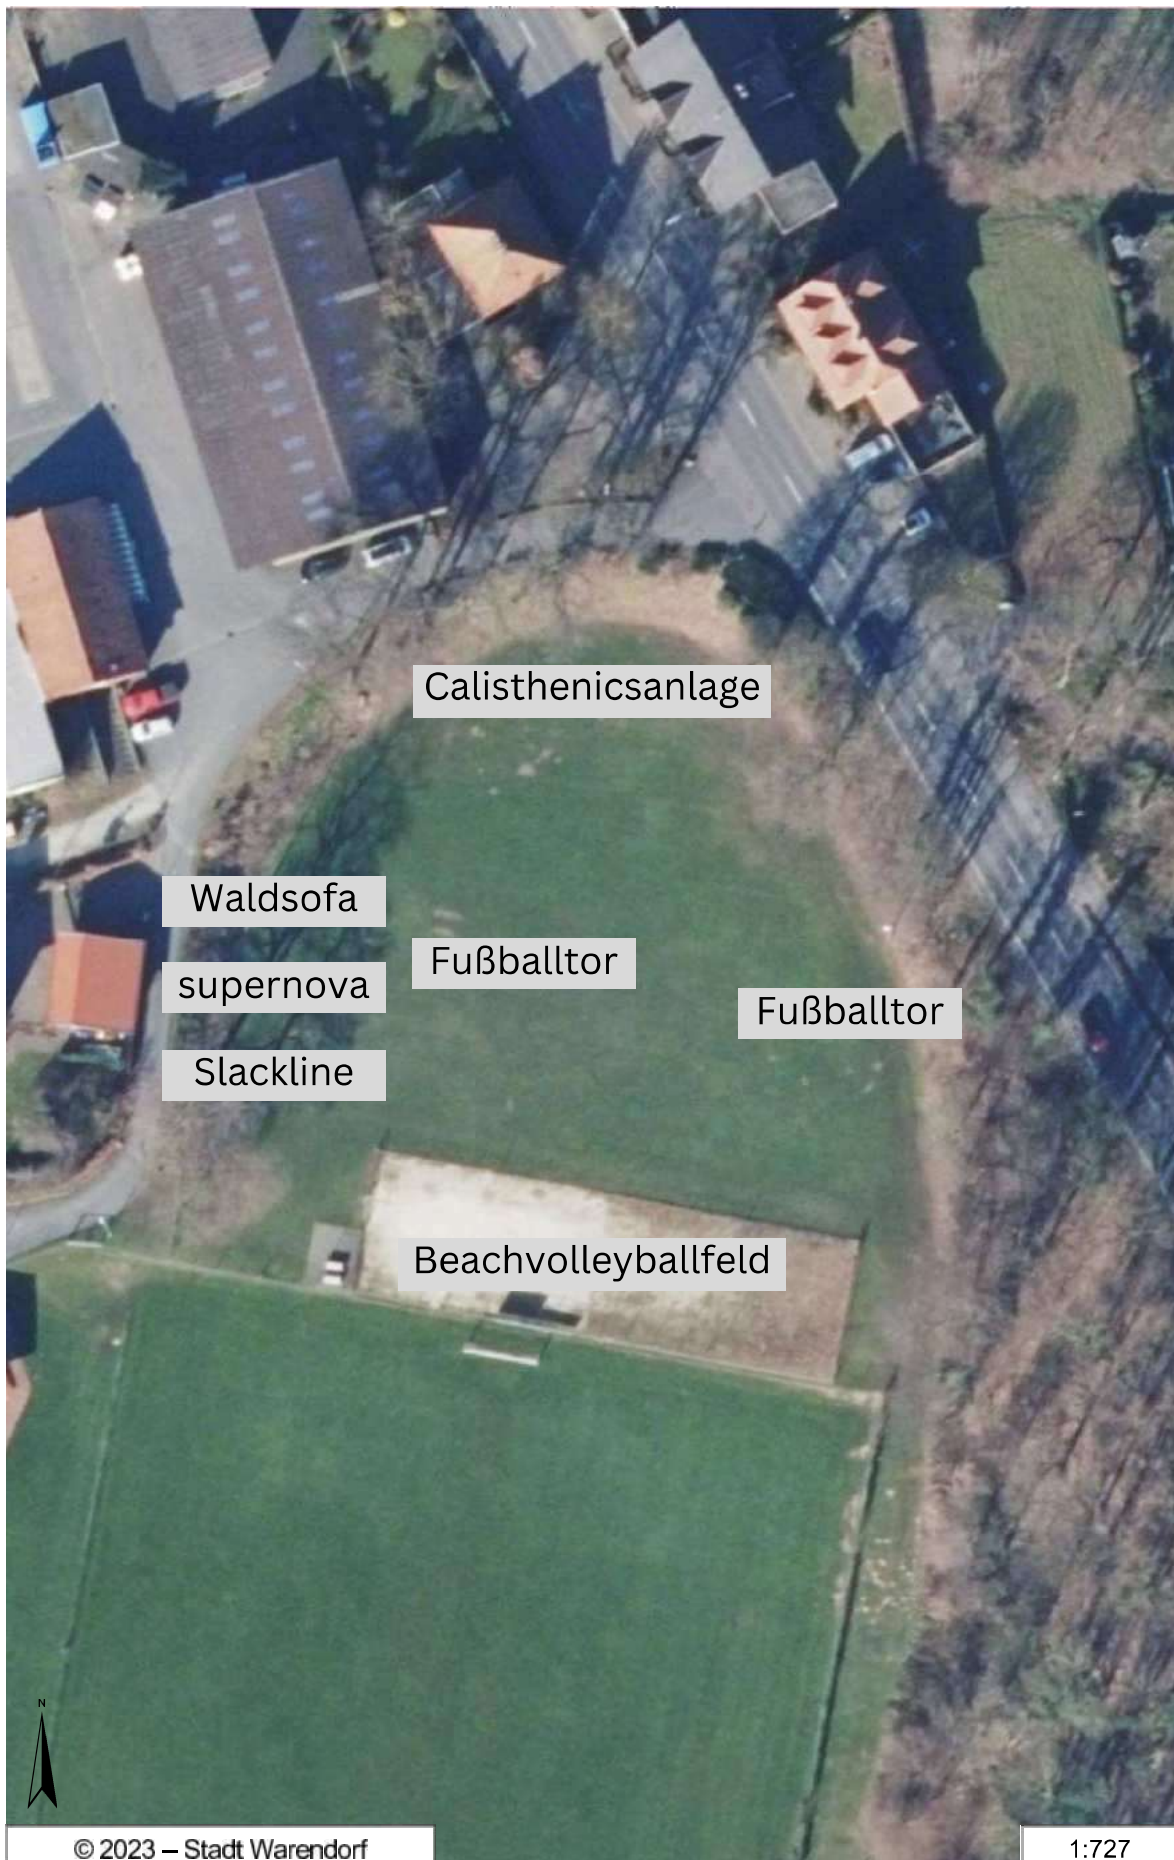 Calisthenicsanlage
Waldsofa
Fußballtor
supernova
Fußballtor
Slackline
Beachvolleyballfeld
N
© 2023 – Stadt Warendorf
1:727